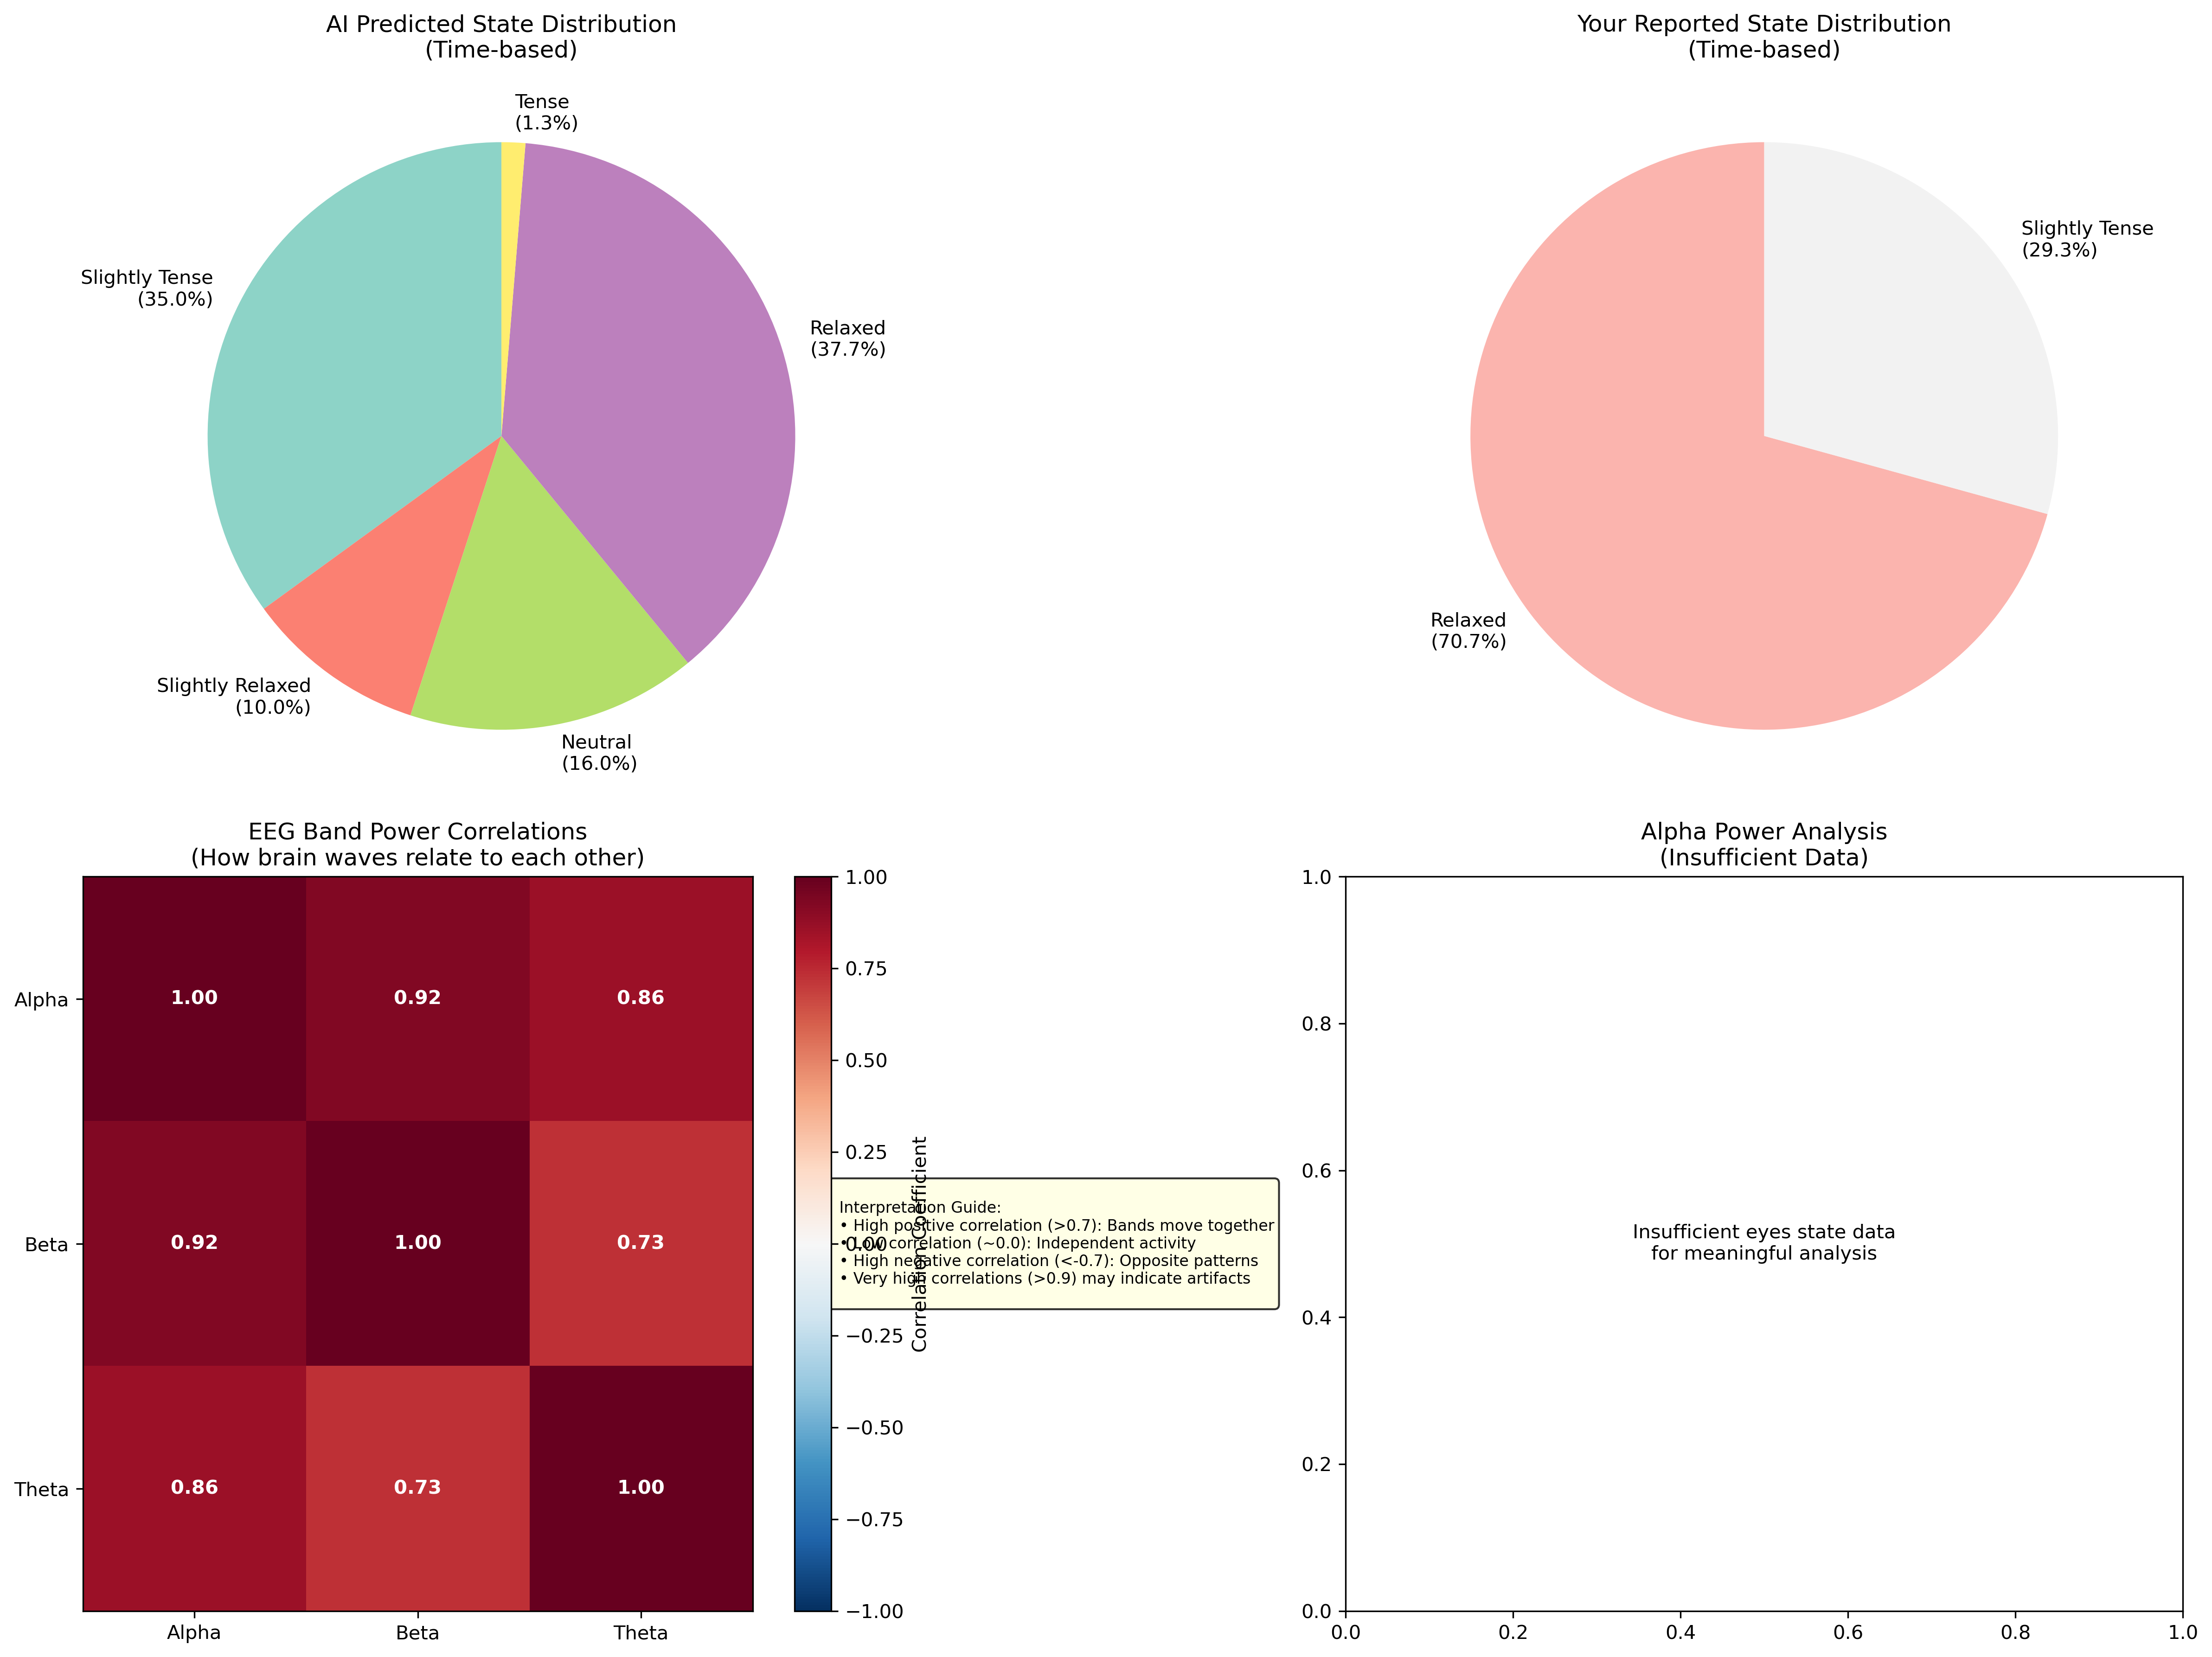 AI Predicted State Distribution
(Time-based)
Tense
(1.3%)
Slightly Tense
(35.0%)
Relaxed
(37.7%)
Slightly Relaxed
(10.0%)
Neutral
(16.0%)
Your Reported State Distribution
(Time-based)
Slightly Tense
(29.3%)
Relaxed
(70.7%)
EEG Band Power Correlations
(How brain waves relate to each other)
Alpha
1.00
0.92
0.86
Beta
0.92
1.00
0.73
Theta
0.86
0.73
1.00
Alpha
Beta
Theta
1.00
0.75
0.50
0.25
0.00
−0.25
−0.50
−0.75
−1.00
Correlation Coefficient
Interpretation Guide:
• High positive correlation (>0.7): Bands move together
• Low correlation (~0.0): Independent activity
• High negative correlation (<-0.7): Opposite patterns
• Very high correlations (>0.9) may indicate artifacts
Alpha Power Analysis
(Insufficient Data)
1.0
0.8
0.6
0.4
0.2
0.0
Insufficient eyes state data
for meaningful analysis
0.0
0.2
0.4
0.6
0.8
1.0